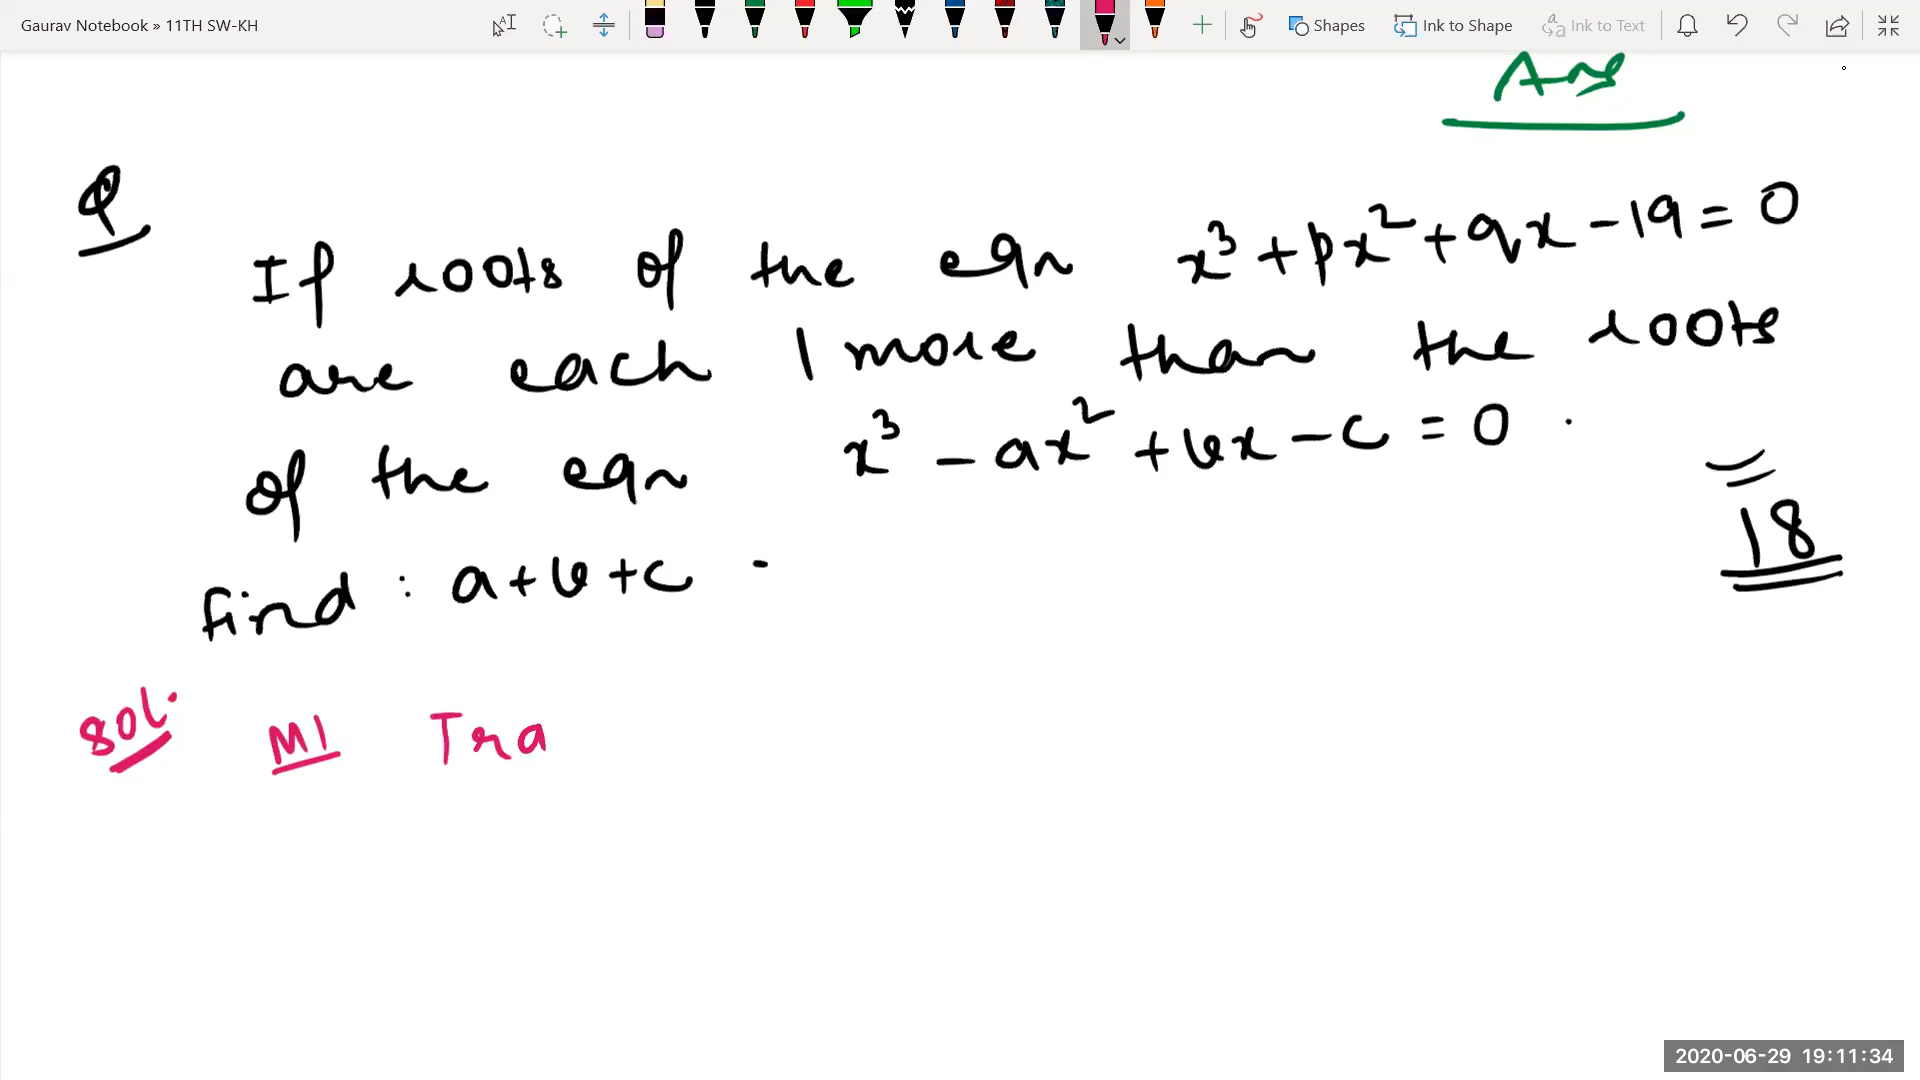 Gaurav Notebook » 11TH SW-KH
Shapes
Ink to Shape
Ink to Text
Ans
Q
If roots of the eqn x³+px²+qx-19=0
are each 1 more than the roots
of the eqn x³-ax²+bx-c=0.
18
find: a+b+c.
Sol.
M1 Tra
2020-06-29 19:11:34